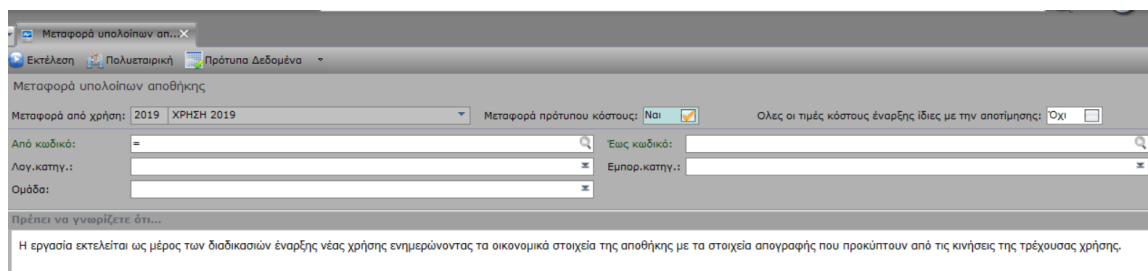 Μεταφορά υπολοίπων απ...
Εκτέλεση Πολυεταιρική Πρότυπα Δεδομένα
Μεταφορά υπολοίπων αποθήκης
Μεταφορά από χρήση: 2019 ΧΡΗΣΗ 2019 Μεταφορά πρότυπου κόστους: Ναι Ολες οι τιμές κόστους έναρξης ίδιες με την αποτίμησης: Όχι
Από κωδικό: = Έως κωδικό:
Λογ.κατηγ.: Εμπορ.κατηγ.:
Ομάδα:
Πρέπει να γνωρίζετε ότι...
Η εργασία εκτελείται ως μέρος των διαδικασιών έναρξης νέας χρήσης ενημερώνοντας τα οικονομικά στοιχεία της αποθήκης με τα στοιχεία απογραφής που προκύπτουν από τις κινήσεις της τρέχουσας χρήσης.